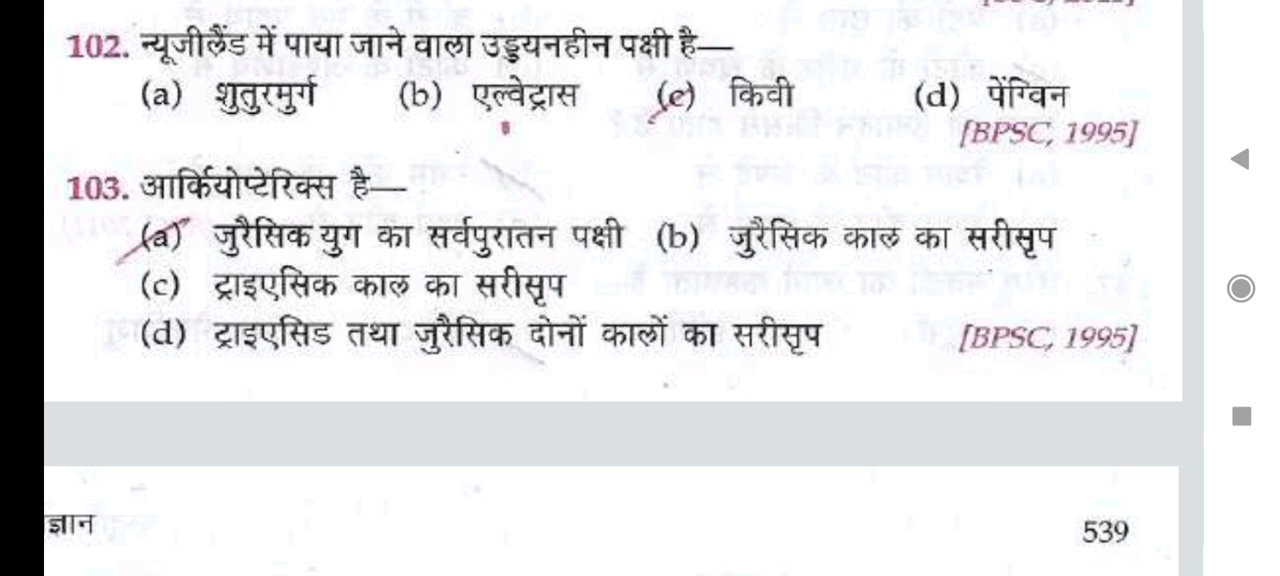 102. न्यूजीलैंड में पाया जाने वाला उड्डयनहीन पक्षी है—
(a) शुतुरमुर्ग (b) एल्वेट्रास (c) किवी (d) पेंग्विन
[BPSC, 1995]
103. आर्कियोप्टेरिक्स है—
(a) जुरैसिक युग का सर्वपुरातन पक्षी (b) जुरैसिक काल का सरीसृप
(c) ट्राइएसिक काल का सरीसृप
(d) ट्राइएसिड तथा जुरैसिक दोनों कालों का सरीसृप [BPSC, 1995]
ज्ञान 539